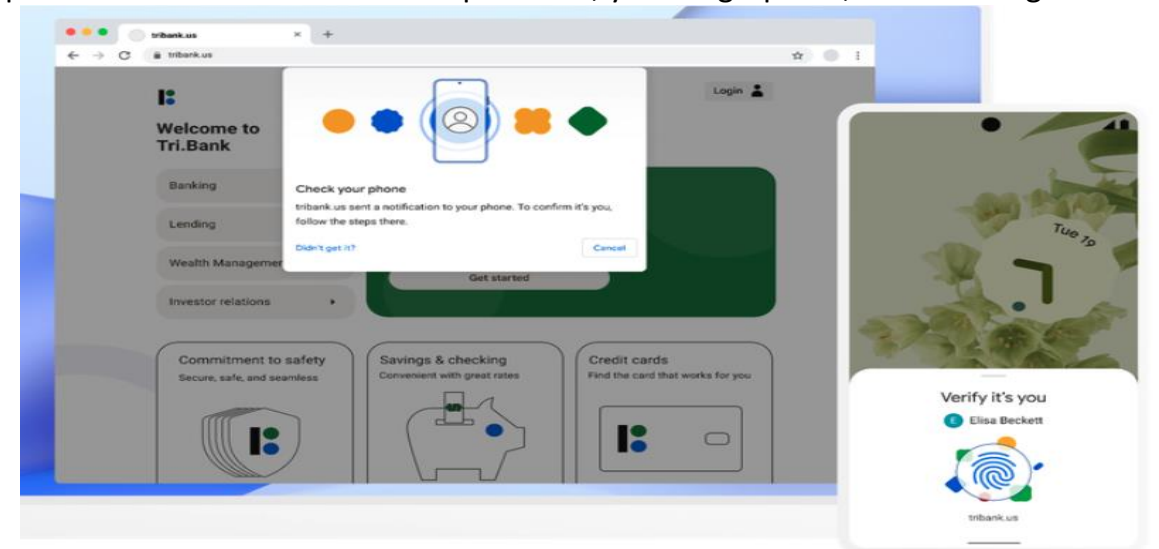 tribank.us
tribank.us
Login
Welcome to
Tri.Bank
Banking
Lending
Wealth Managemen
Investor relations
Check your phone
tribank.us sent a notification to your phone. To confirm it's you,
follow the steps there.
Didn't get it?
Cancel
Get started
Commitment to safety
Secure, safe, and seamless
Savings & checking
Convenient with great rates
Credit cards
Find the card that works for you
Tue 19
Verify it's you
E Elisa Beckett
tribank.us